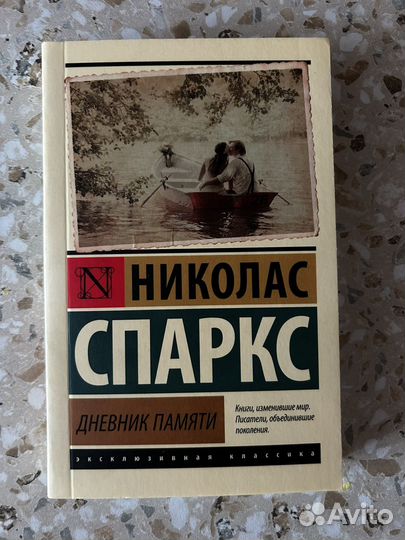 N
НИКОЛАС
СПАРКС
ДНЕВНИК ПАМЯТИ
Книги, изменившие мир.
Писатели, объединившие
поколения.
эксклюзивная классика
Avito